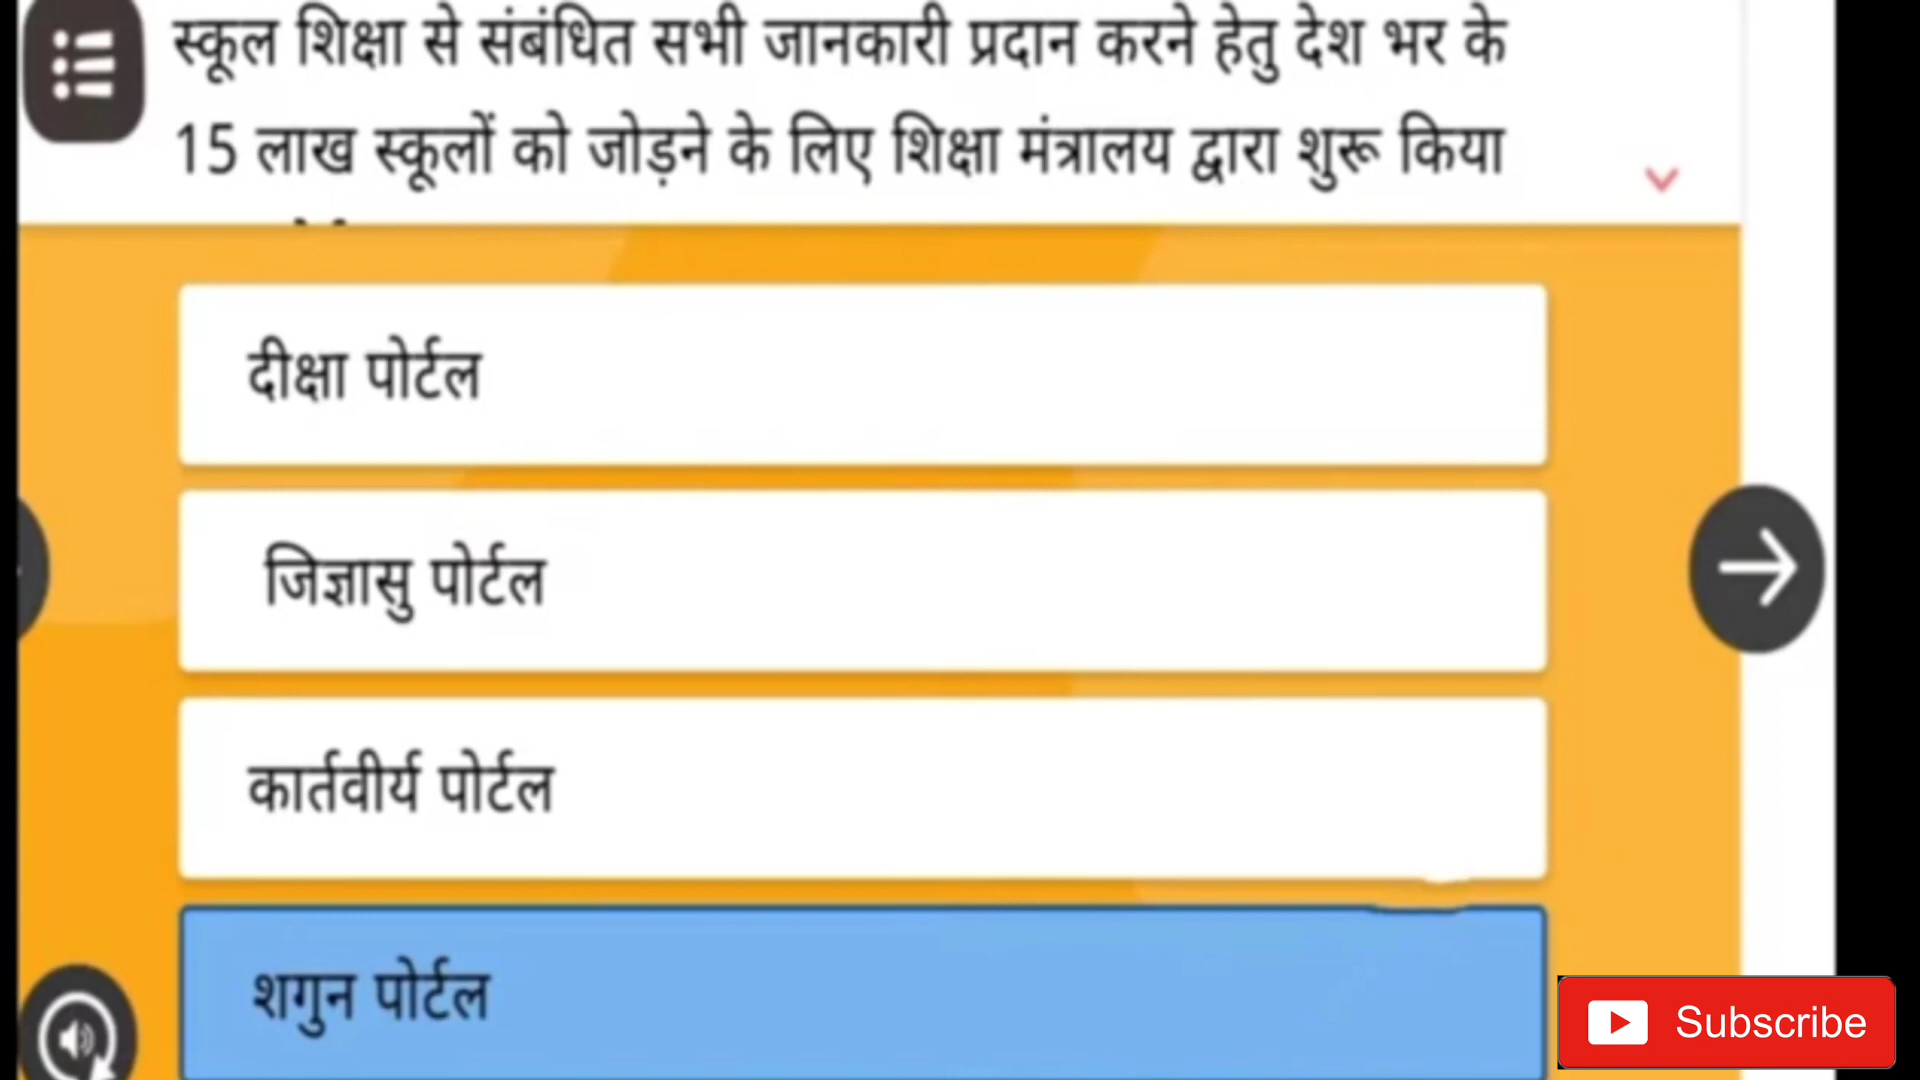 स्कूल शिक्षा से संबंधित सभी जानकारी प्रदान करने हेतु देश भर के
15 लाख स्कूलों को जोड़ने के लिए शिक्षा मंत्रालय द्वारा शुरू किया
दीक्षा पोर्टल
जिज्ञासु पोर्टल
कार्तवीर्य पोर्टल
शगुन पोर्टल
Subscribe